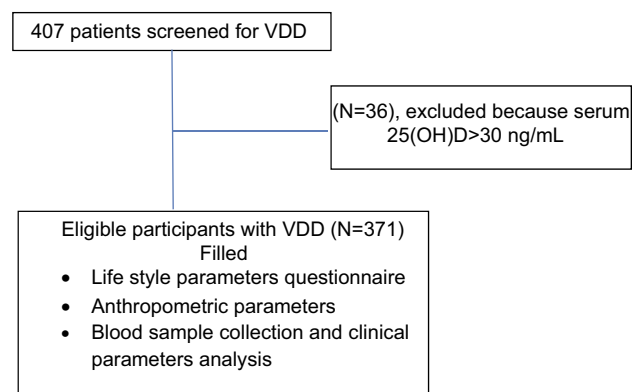 407 patients screened for VDD
(N=36), excluded because serum
25(OH)D>30 ng/mL
Eligible participants with VDD (N=371)
Filled
• Life style parameters questionnaire
• Anthropometric parameters
• Blood sample collection and clinical
parameters analysis